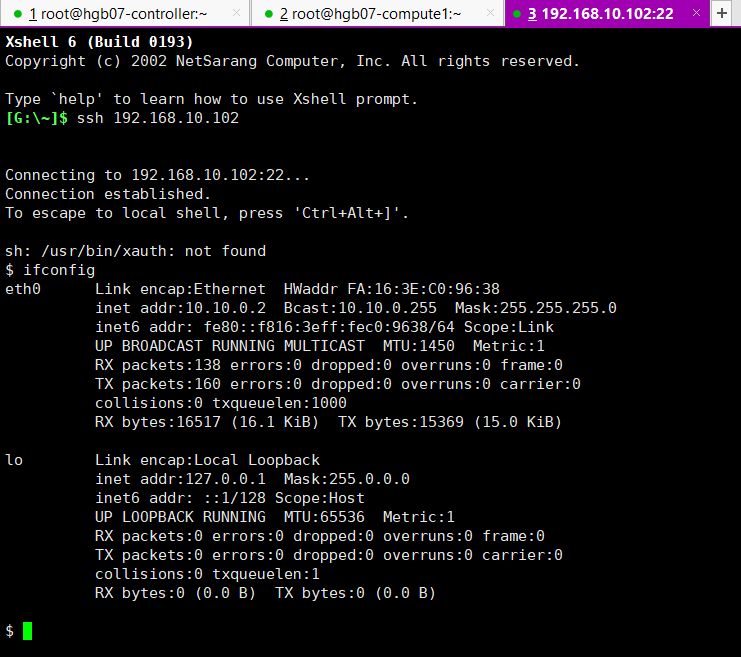 1 root@hgb07-controller:~ × 2 root@hgb07-compute1:~ × 3 192.168.10.102:22 × +
Xshell 6 (Build 0193)
Copyright (c) 2002 NetSarang Computer, Inc. All rights reserved.
Type `help' to learn how to use Xshell prompt.
[G:\~]$ ssh 192.168.10.102
Connecting to 192.168.10.102:22...
Connection established.
To escape to local shell, press 'Ctrl+Alt+]'.
sh: /usr/bin/xauth: not found
$ ifconfig
eth0      Link encap:Ethernet  HWaddr FA:16:3E:C0:96:38
          inet addr:10.10.0.2  Bcast:10.10.0.255  Mask:255.255.255.0
          inet6 addr: fe80::f816:3eff:fec0:9638/64 Scope:Link
          UP BROADCAST RUNNING MULTICAST  MTU:1450  Metric:1
          RX packets:138 errors:0 dropped:0 overruns:0 frame:0
          TX packets:160 errors:0 dropped:0 overruns:0 carrier:0
          collisions:0 txqueuelen:1000
          RX bytes:16517 (16.1 KiB)  TX bytes:15369 (15.0 KiB)
lo        Link encap:Local Loopback
          inet addr:127.0.0.1  Mask:255.0.0.0
          inet6 addr: ::1/128 Scope:Host
          UP LOOPBACK RUNNING  MTU:65536  Metric:1
          RX packets:0 errors:0 dropped:0 overruns:0 frame:0
          TX packets:0 errors:0 dropped:0 overruns:0 carrier:0
          collisions:0 txqueuelen:1
          RX bytes:0 (0.0 B)  TX bytes:0 (0.0 B)
$